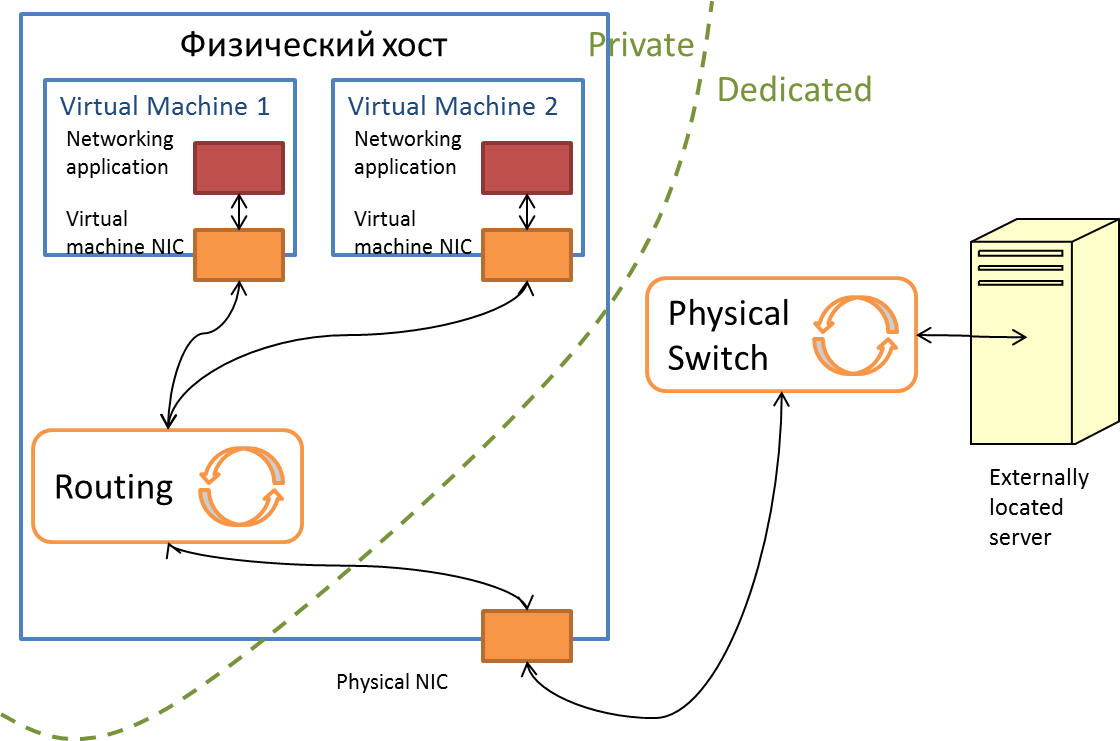 Физический хост
Private
Dedicated
Virtual Machine 1
Networking
application
Virtual
machine NIC
Virtual Machine 2
Networking
application
Virtual
machine NIC
Physical
Switch
Routing
Externally
located
server
Physical NIC